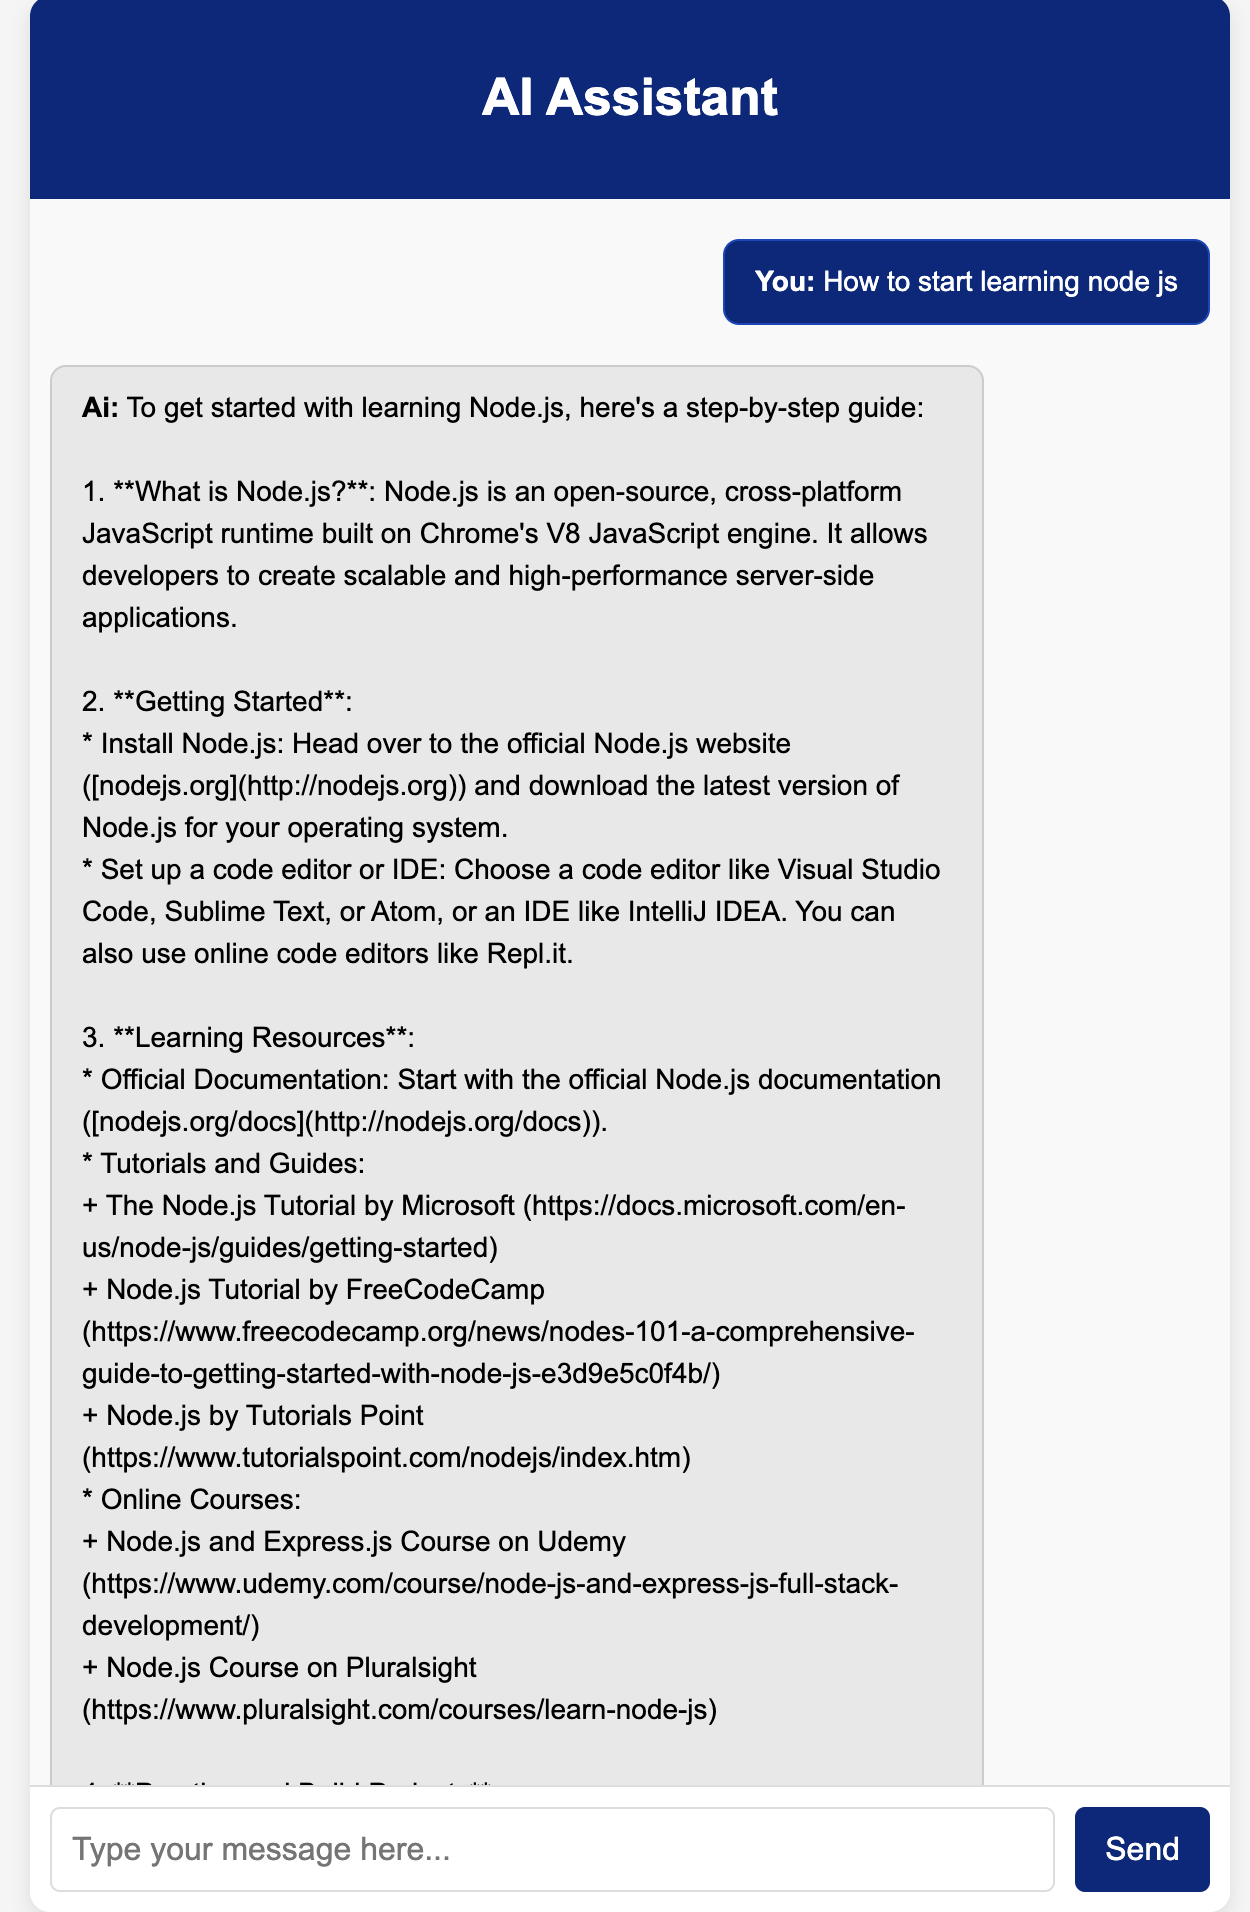 AI Assistant
You: How to start learning node js
Ai: To get started with learning Node.js, here's a step-by-step guide:
1. **What is Node.js?**: Node.js is an open-source, cross-platform
JavaScript runtime built on Chrome's V8 JavaScript engine. It allows
developers to create scalable and high-performance server-side
applications.
2. **Getting Started**:
* Install Node.js: Head over to the official Node.js website
([nodejs.org](http://nodejs.org)) and download the latest version of
Node.js for your operating system.
* Set up a code editor or IDE: Choose a code editor like Visual Studio
Code, Sublime Text, or Atom, or an IDE like IntelliJ IDEA. You can
also use online code editors like Repl.it.
3. **Learning Resources**:
* Official Documentation: Start with the official Node.js documentation
([nodejs.org/docs](http://nodejs.org/docs)).
* Tutorials and Guides:
+ The Node.js Tutorial by Microsoft (https://docs.microsoft.com/en-
us/node-js/guides/getting-started)
+ Node.js Tutorial by FreeCodeCamp
(https://www.freecodecamp.org/news/nodes-101-a-comprehensive-
guide-to-getting-started-with-node-js-e3d9e5c0f4b/)
+ Node.js by Tutorials Point
(https://www.tutorialspoint.com/nodejs/index.htm)
* Online Courses:
+ Node.js and Express.js Course on Udemy
(https://www.udemy.com/course/node-js-and-express-js-full-stack-
development/)
+ Node.js Course on Pluralsight
(https://www.pluralsight.com/courses/learn-node-js)
Type your message here...
Send